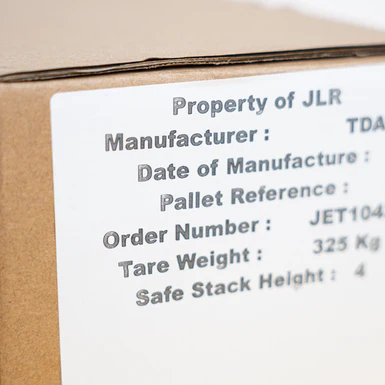 Property of JLR
Manufacturer : TDA
Date of Manufacture :
Pallet Reference :
Order Number : JET104
Tare Weight : 325 Kg
Safe Stack Height : 4